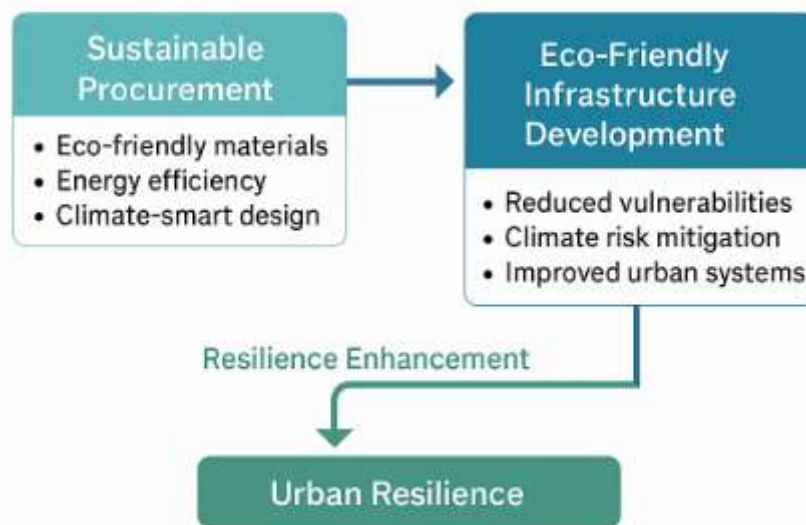 Sustainable
Procurement
• Eco-friendly materials
• Energy efficiency
• Climate-smart design
Eco-Friendly
Infrastructure
Development
• Reduced vulnerabilities
• Climate risk mitigation
• Improved urban systems
Resilience Enhancement
Urban Resilience